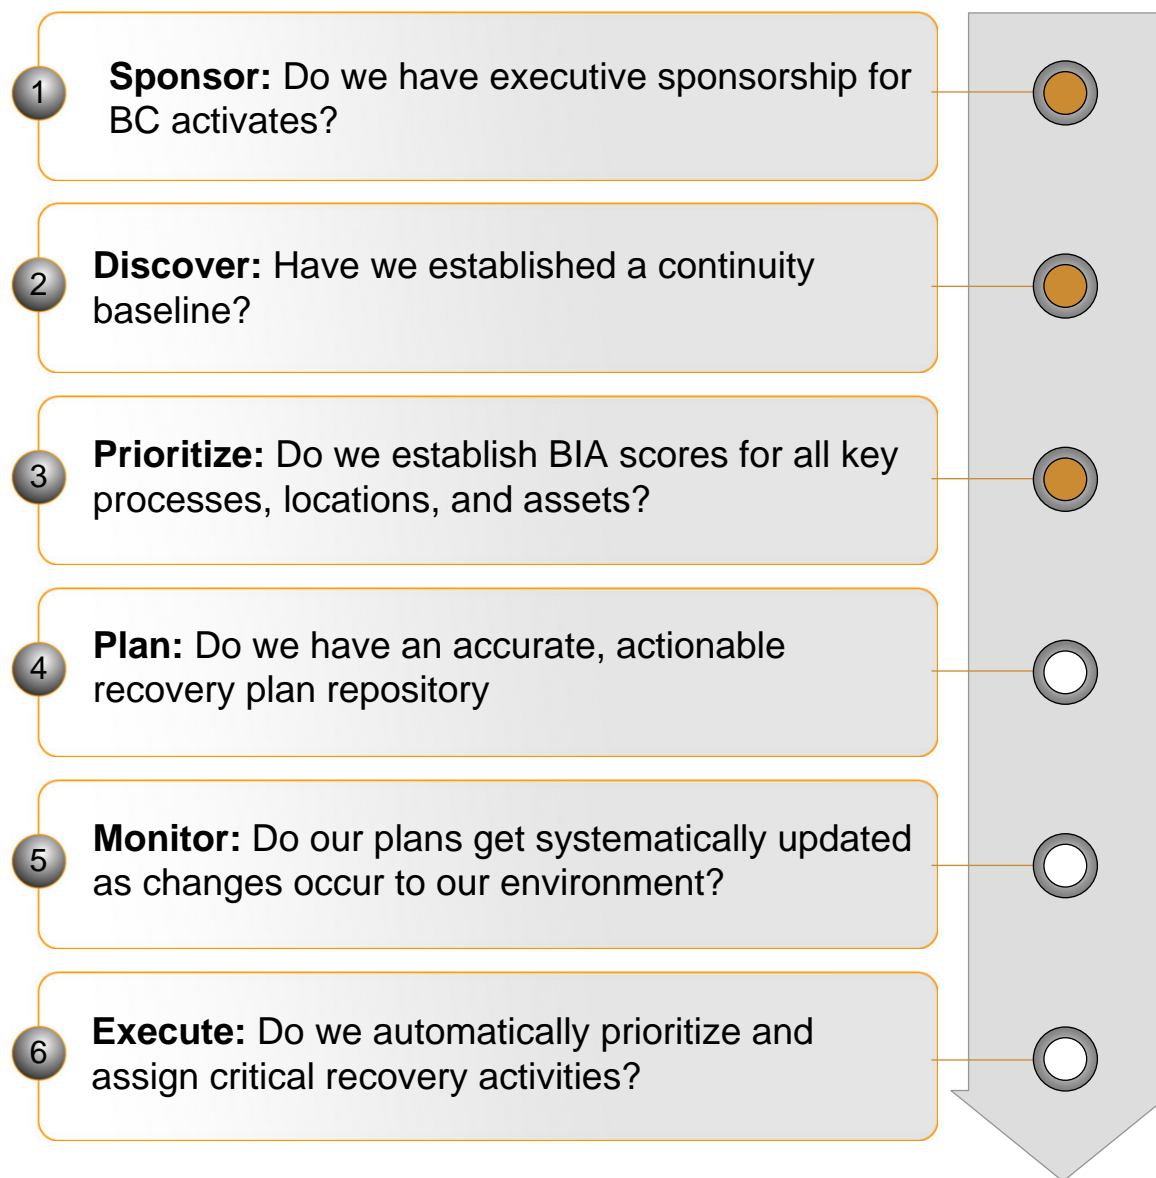 1
Sponsor: Do we have executive sponsorship for
BC activates?
2
Discover: Have we established a continuity
baseline?
3
Prioritize: Do we establish BIA scores for all key
processes, locations, and assets?
4
Plan: Do we have an accurate, actionable
recovery plan repository
5
Monitor: Do our plans get systematically updated
as changes occur to our environment?
6
Execute: Do we automatically prioritize and
assign critical recovery activities?